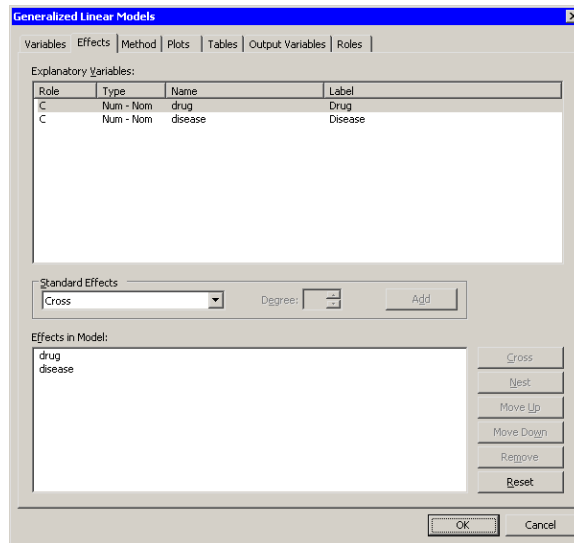 Generalized Linear Models
Variables Effects Method Plots Tables Output Variables Roles
Explanatory Variables:
Role Type Name Label
C Num - Nom drug Drug
C Num - Nom disease Disease
Standard Effects
Cross Degree: Add
Effects in Model:
drug
disease
Cross
Nest
Move Up
Move Down
Remove
Reset
OK Cancel